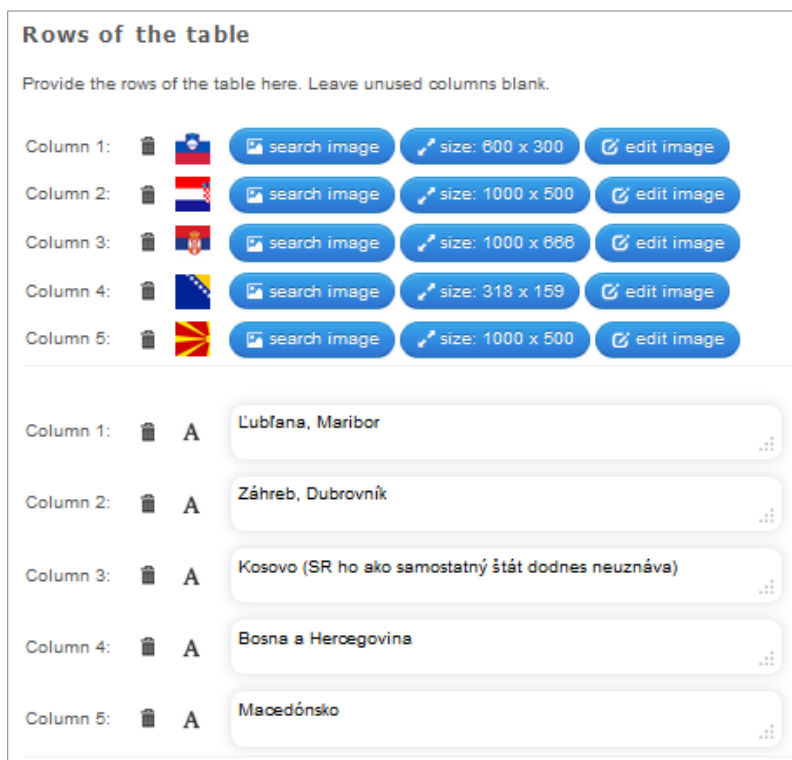 Rows of the table
Provide the rows of the table here. Leave unused columns blank.
Column 1: search image size: 600 x 300 edit image
Column 2: search image size: 1000 x 500 edit image
Column 3: search image size: 1000 x 666 edit image
Column 4: search image size: 318 x 159 edit image
Column 5: search image size: 1000 x 500 edit image
Column 1: A Ľubľana, Maribor
Column 2: A Záhreb, Dubrovník
Column 3: A Kosovo (SR ho ako samostatný štát dodnes neuznáva)
Column 4: A Bosna a Hercegovina
Column 5: A Macedónsko